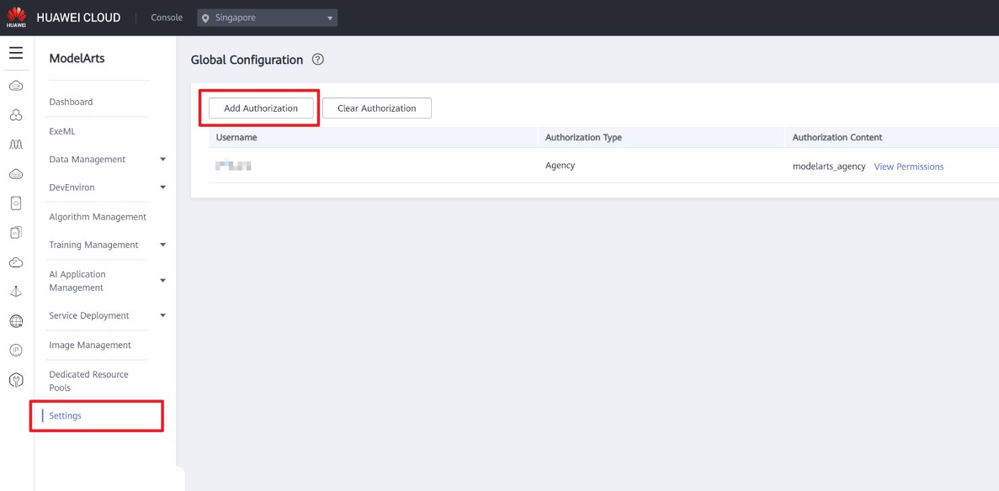 HUAWEI
HUAWEI CLOUD
Console
Singapore
ModelArts
Dashboard
ExeML
Data Management
DevEnviron
Algorithm Management
Training Management
AI Application
Management
Service Deployment
Image Management
Dedicated Resource
Pools
Settings
Global Configuration ?
Add Authorization
Clear Authorization
Username
Authorization Type
Authorization Content
Agency
modelarts_agency View Permissions
IP